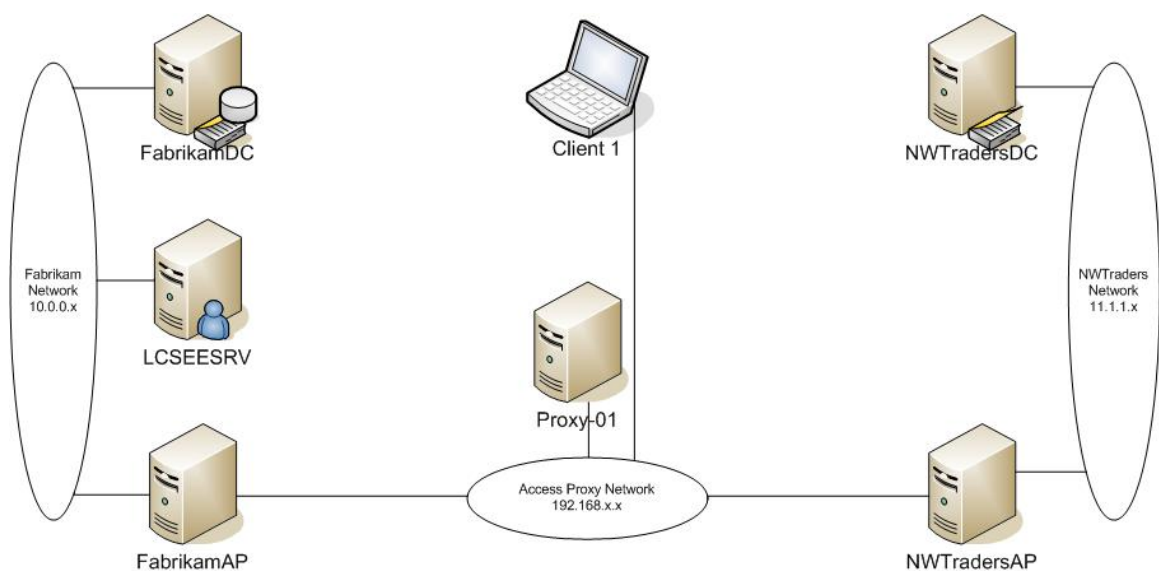 FabrikamDC
Client 1
NWTradersDC
Fabrikam
Network
10.0.0.x
NWTraders
Network
11.1.1.x
LCSEESRV
Proxy-01
Access Proxy Network
192.168.x.x
FabrikamAP
NWTradersAP